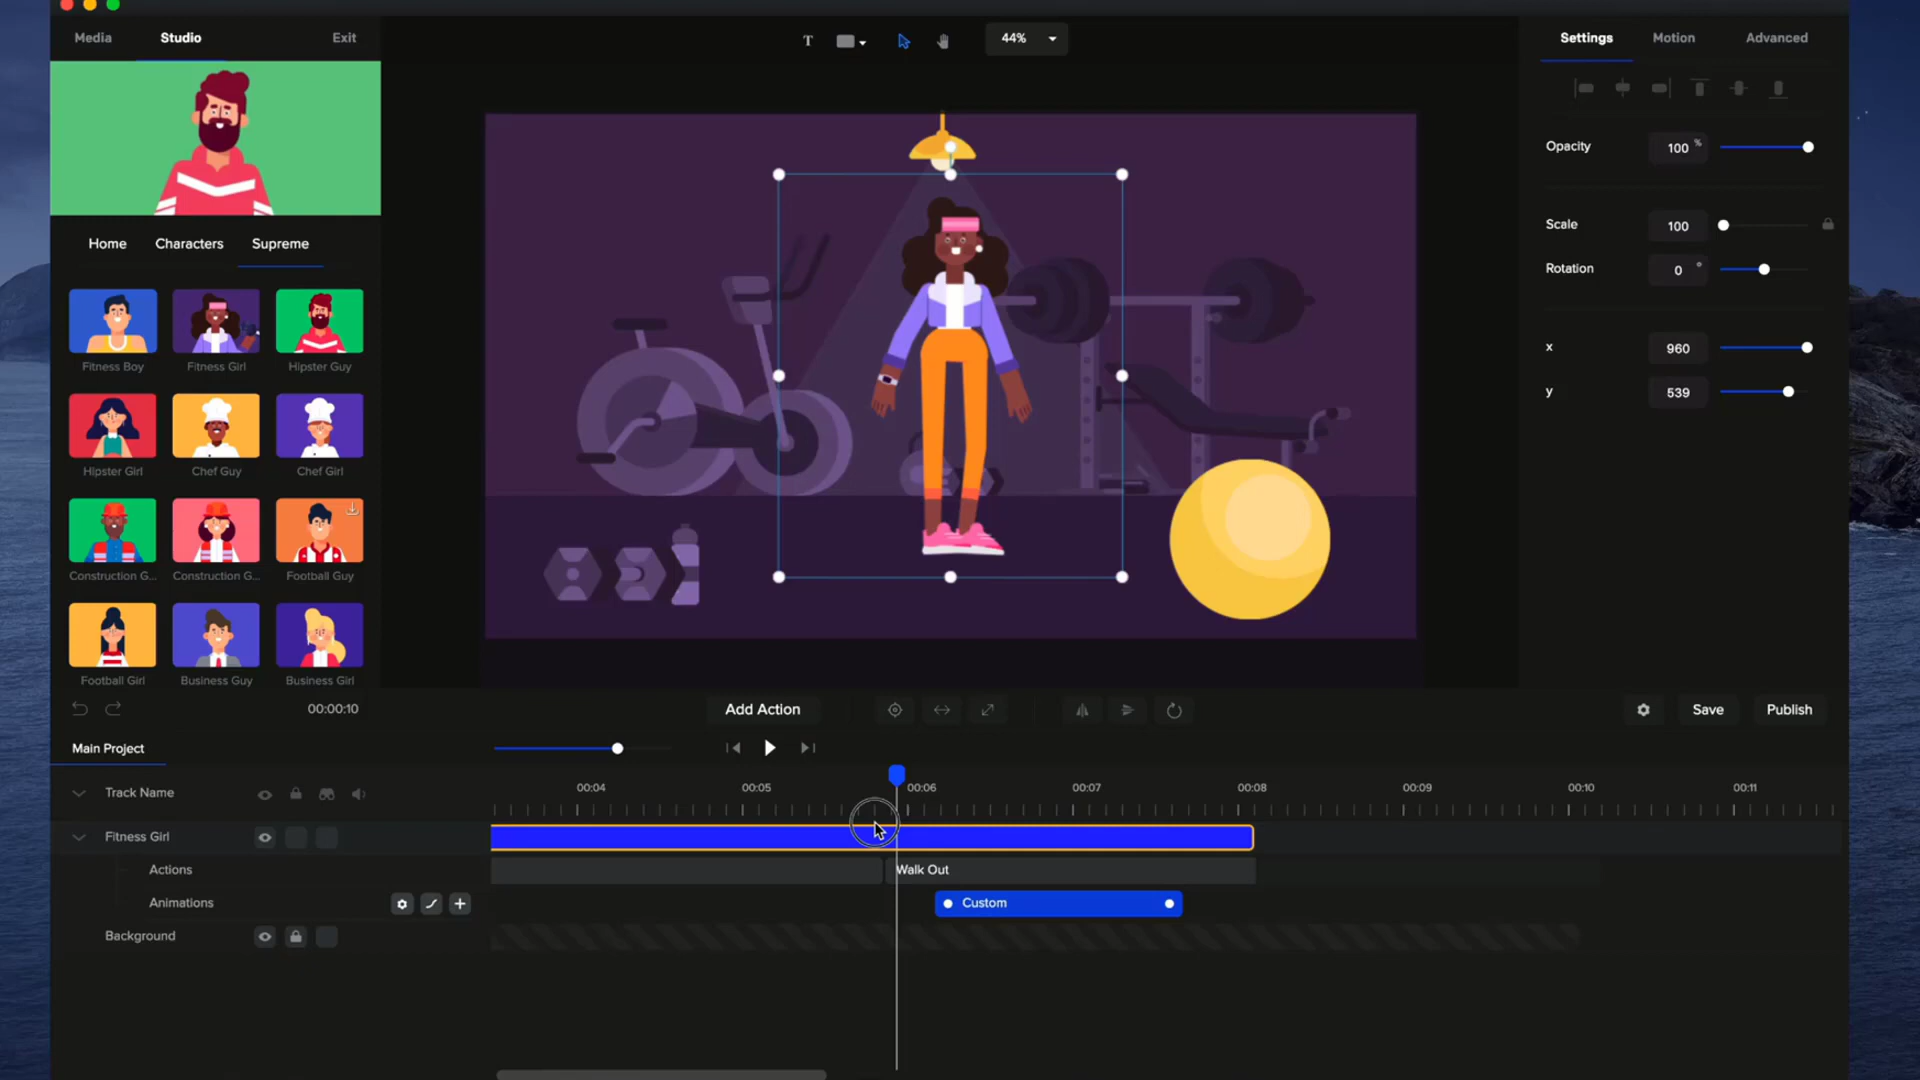 Media Studio Exit
T 44%
Settings Motion Advanced
Opacity 100 %
Scale 100
Rotation 0 °
x 960
y 539
Home Characters Supreme
Fitness Boy Fitness Girl Hipster Guy
Hipster Girl Chef Guy Chef Girl
Construction G... Construction G... Football Guy
Football Girl Business Guy Business Girl
00:00:10 Add Action Save Publish
Main Project
Track Name 00:04 00:05 00:06 00:07 00:08 00:09 00:10 00:11
Fitness Girl
Actions Walk Out
Animations Custom
Background